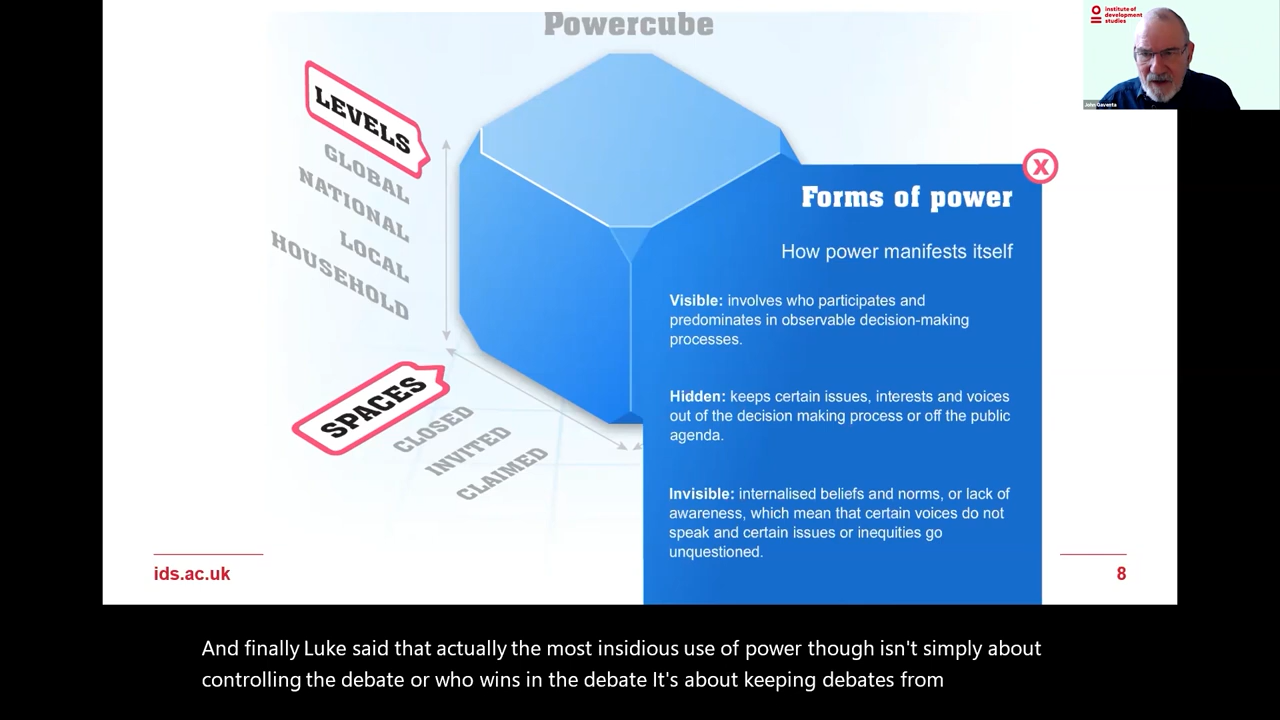 Powercube
institute of
development
studies
John Gaventa
LEVELS
GLOBAL
NATIONAL
LOCAL
HOUSEHOLD
SPACES
CLOSED
INVITED
CLAIMED
X
Forms of power
How power manifests itself
Visible: involves who participates and
predominates in observable decision-making
processes.
Hidden: keeps certain issues, interests and voices
out of the decision making process or off the public
agenda.
Invisible: internalised beliefs and norms, or lack of
awareness, which mean that certain voices do not
speak and certain issues or inequities go
unquestioned.
ids.ac.uk
8
And finally Luke said that actually the most insidious use of power though isn't simply about
controlling the debate or who wins in the debate It's about keeping debates from